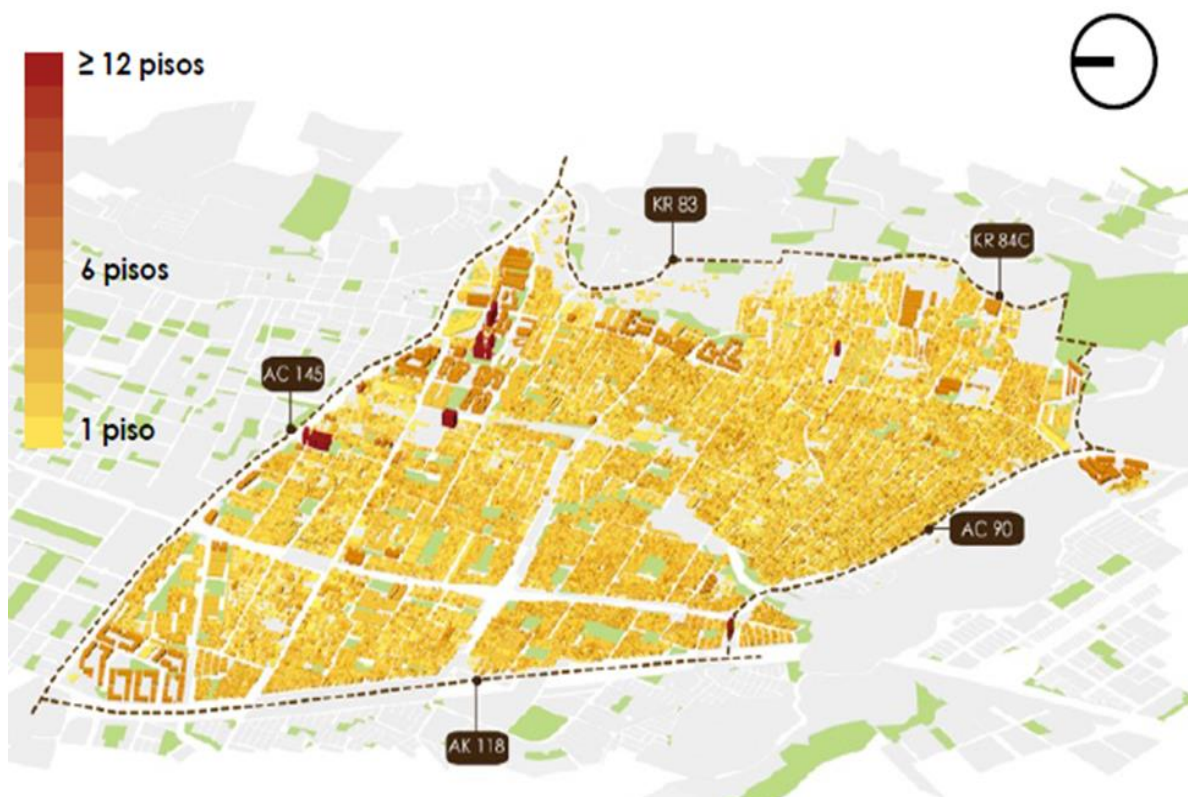 ≥ 12 pisos
6 pisos
1 piso
KR 83
KR 84C
AC 145
AC 90
AK 118